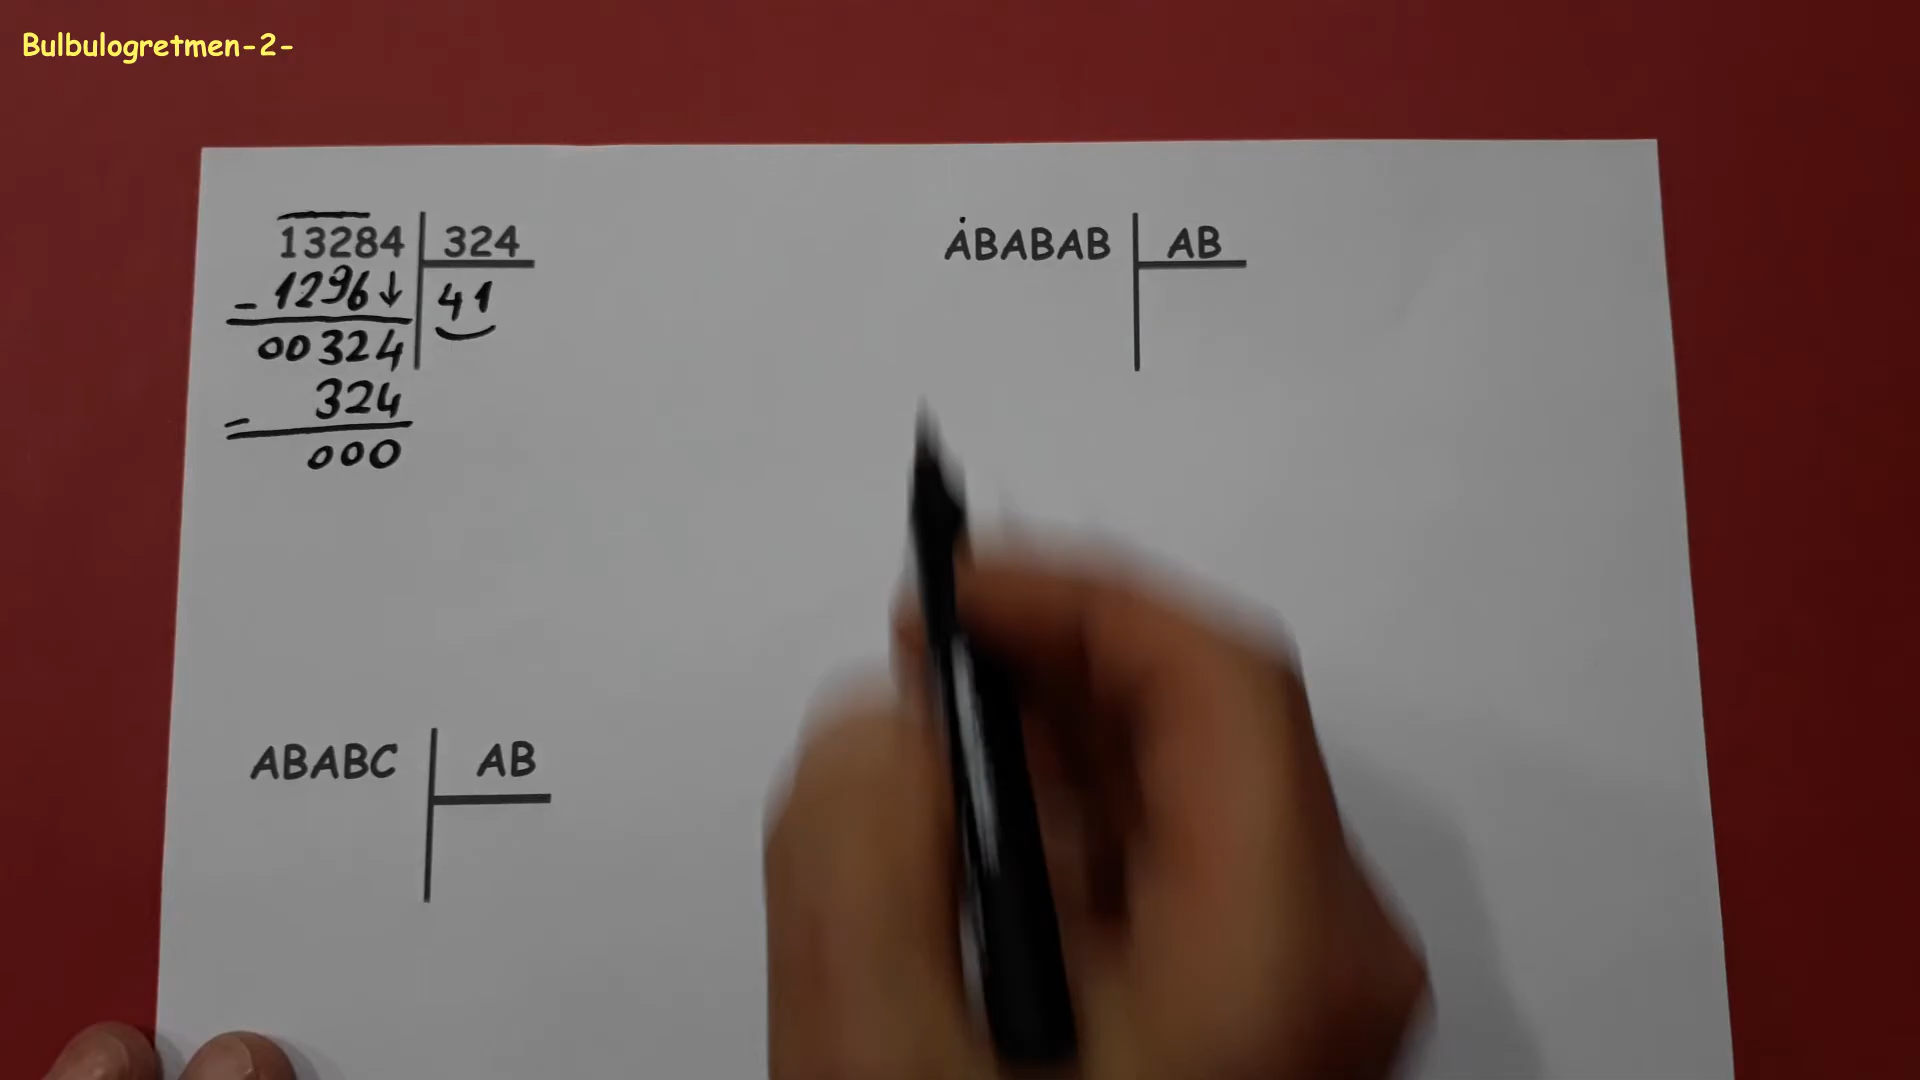 Bulbulogretmen-2-
13284 324
- 1296↓ 41
00324
- 324
000
ABABAB AB
ABABC AB